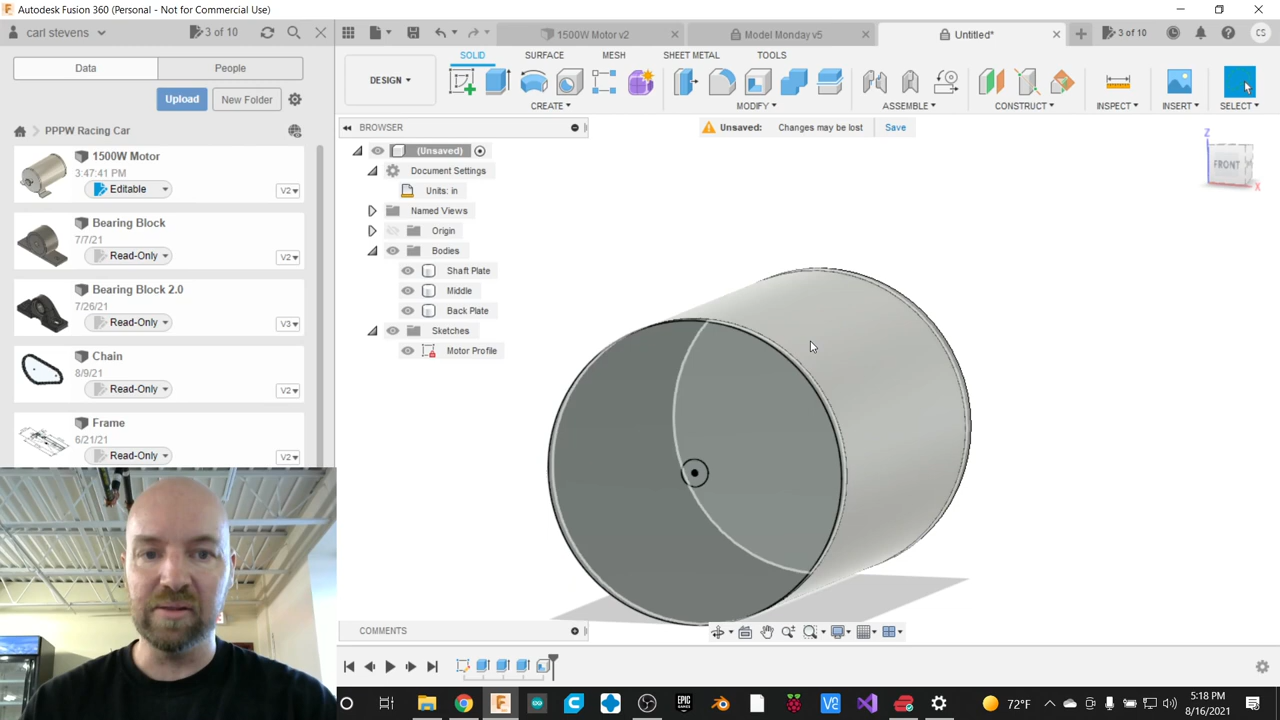 Autodesk Fusion 360 (Personal - Not for Commercial Use)
carl stevens
3 of 10
1500W Motor v2
Model Monday v5
Untitled*
3 of 10
CS
Data
People
Upload
New Folder
PPPW Racing Car
1500W Motor
3:47:41 PM
Editable
V2
Bearing Block
7/7/21
Read-Only
V2
Bearing Block 2.0
7/26/21
Read-Only
V3
Chain
8/9/21
Read-Only
V2
Frame
6/21/21
Read-Only
V2
DESIGN
SOLID
SURFACE
MESH
SHEET METAL
TOOLS
CREATE
MODIFY
ASSEMBLE
CONSTRUCT
INSPECT
INSERT
SELECT
BROWSER
Unsaved: Changes may be lost Save
(Unsaved)
Document Settings
Units: in
Named Views
Origin
Bodies
Shaft Plate
Middle
Back Plate
Sketches
Motor Profile
Z
FRONT
X
COMMENTS
72°F
5:18 PM
8/16/2021
EPIC
GAMES